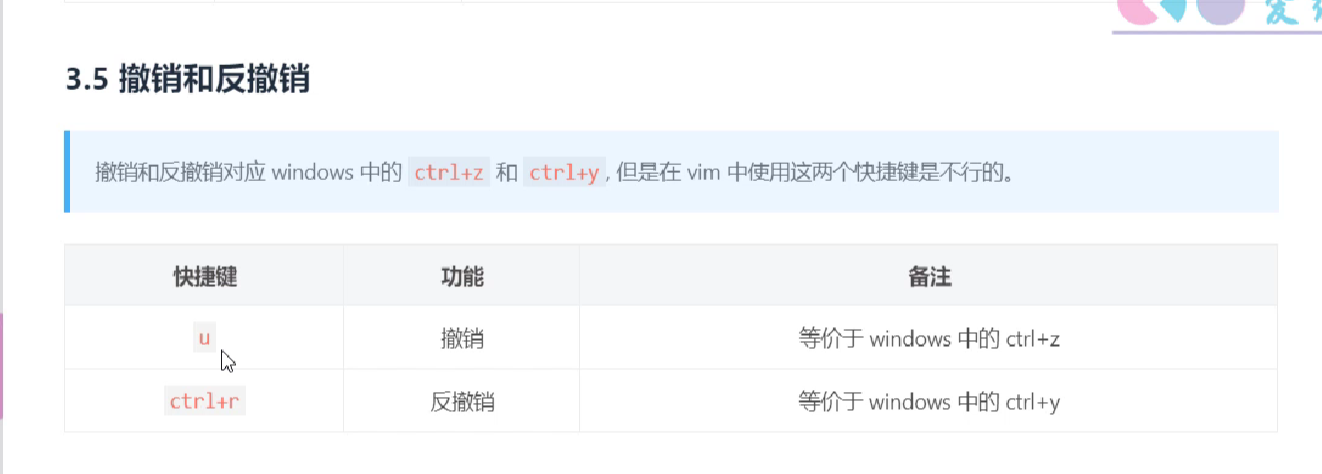 3.5 撤销和反撤销
撤销和反撤销对应 windows 中的 ctrl+z 和 ctrl+y, 但是在 vim 中使用这两个快捷键是不行的。
快捷键 功能 备注
u 撤销 等价于 windows 中的 ctrl+z
ctrl+r 反撤销 等价于 windows 中的 ctrl+y